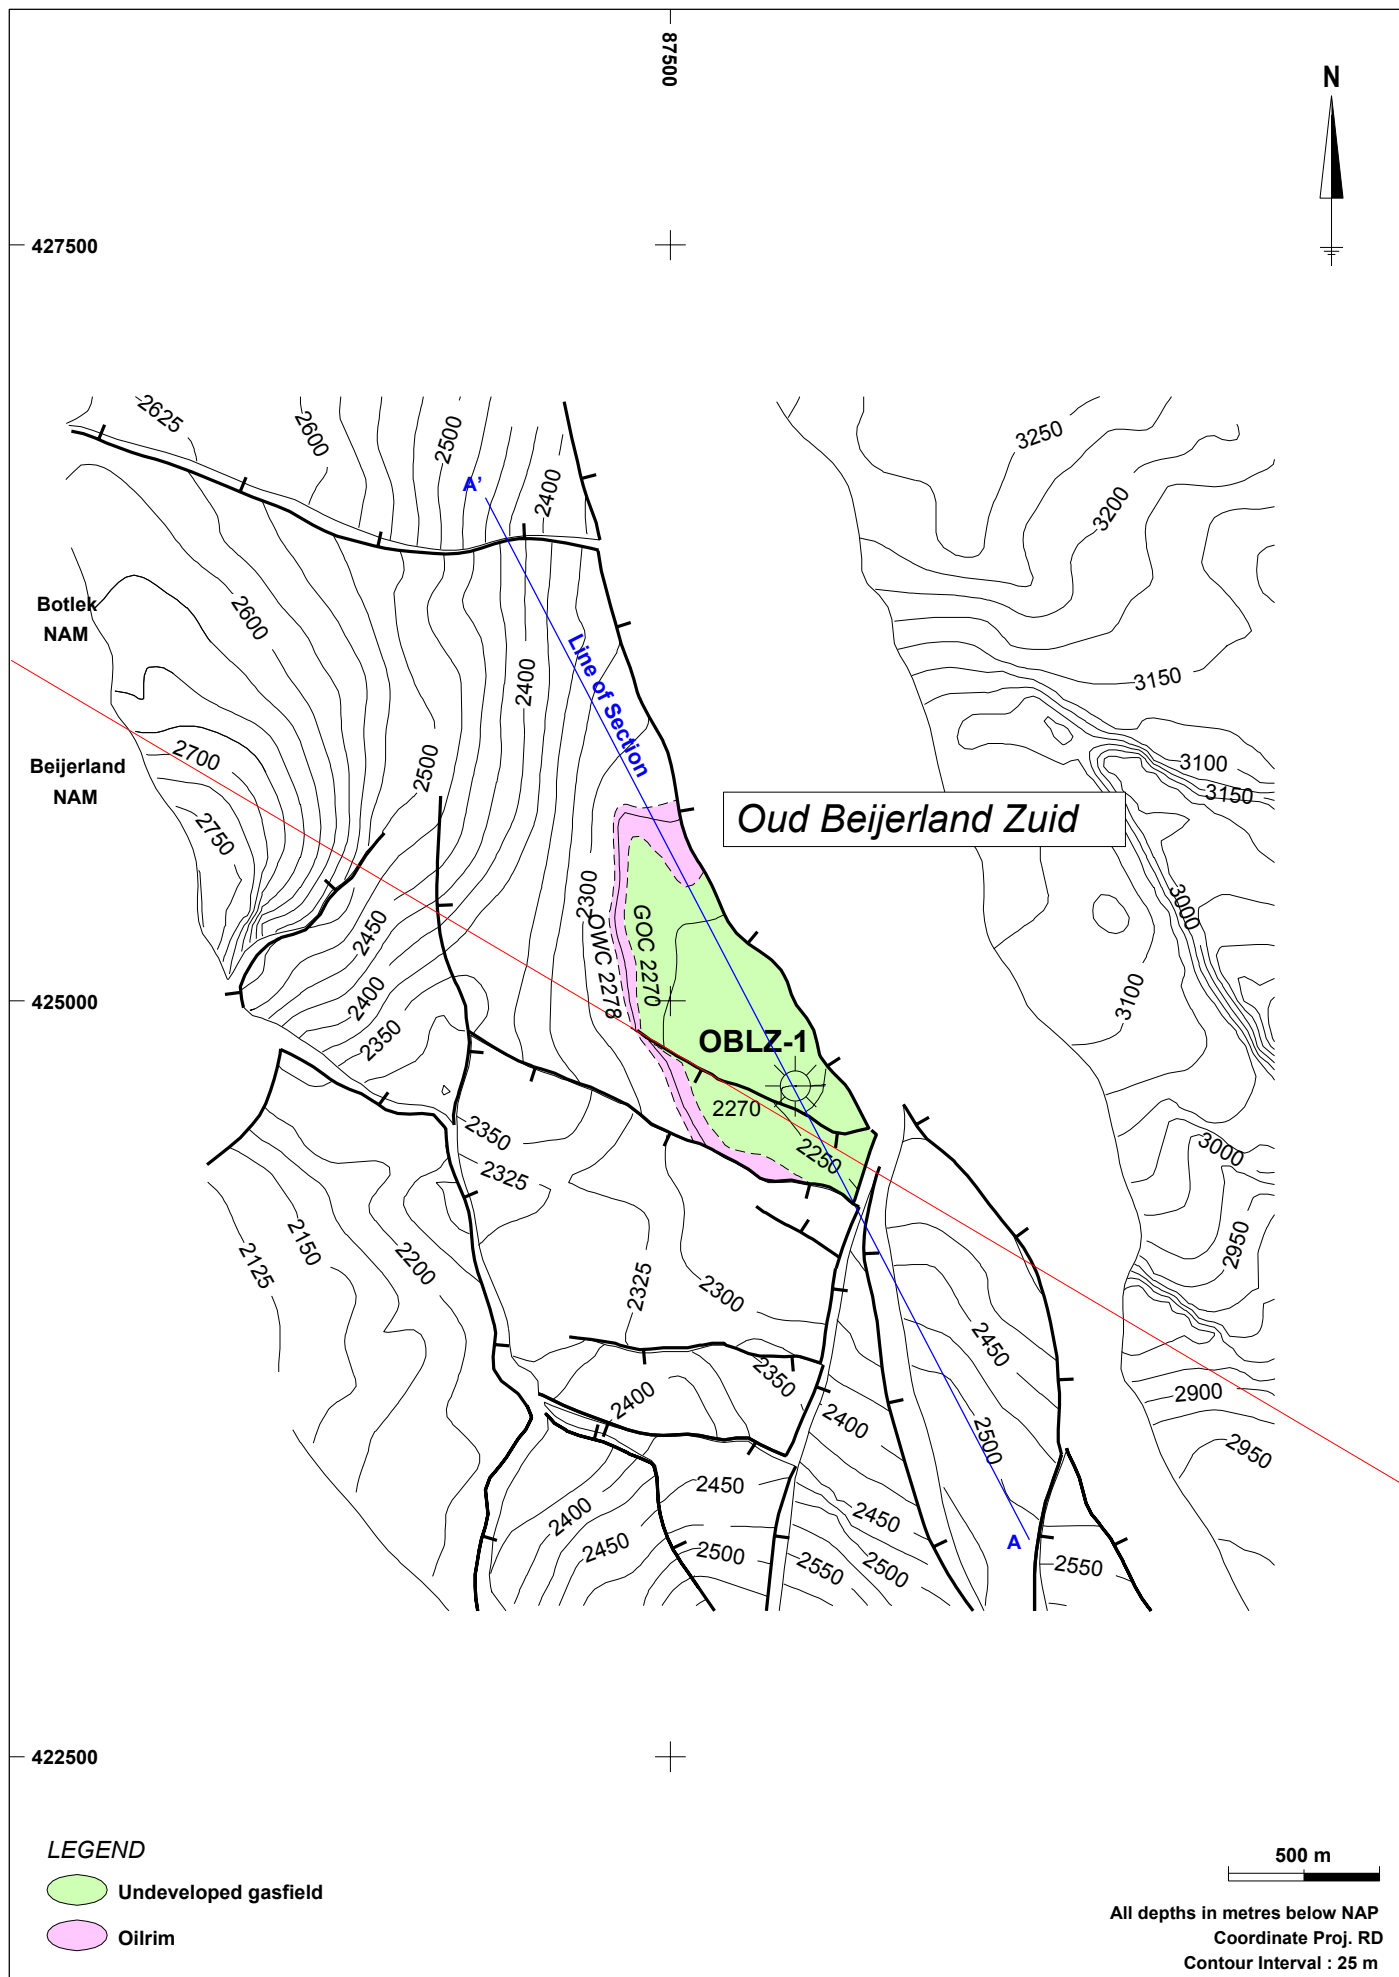 87500
N
427500
2625
2600
2500
2400
A'
3250
3200
Botlek
NAM
2600
2400
Line of Section
3150
Beijerland
NAM
2700
2500
2750
3100
3150
Oud Beijerland Zuid
2300
OWC 2278
GOC 2270
2450
3000
425000
2400
2350
3100
OBLZ-1
2270
2250
2350
2325
3000
2150
2125
2200
2325
2300
2950
2450
2350
2400
2400
2900
2500
2950
2450
2400
2450
2450
2500
2550
2500
A
2550
422500
LEGEND
Undeveloped gasfield
Oilrim
500 m
All depths in metres below NAP
Coordinate Proj. RD
Contour Interval : 25 m